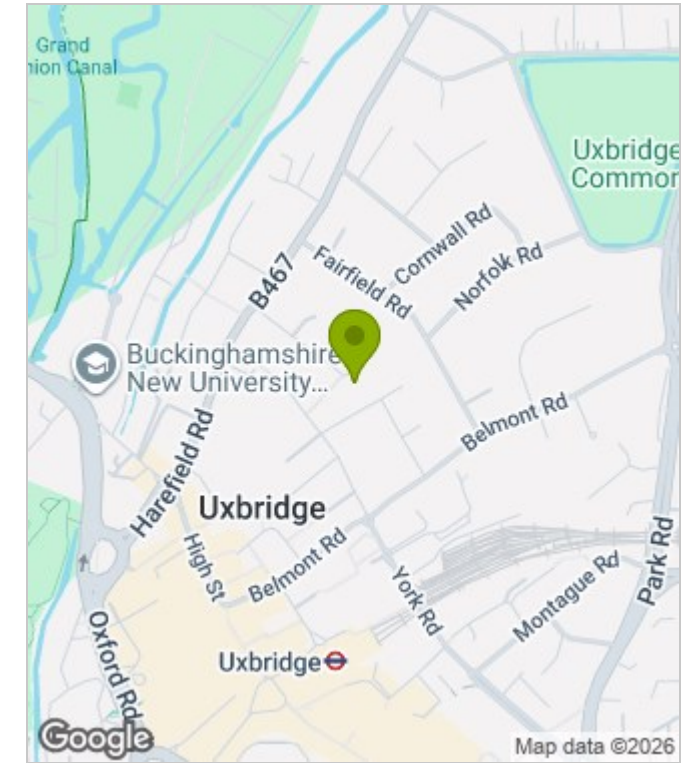 Grand
nion Canal
Uxbridge
Common
Cornwall Rd
Fairfield Rd
Norfolk Rd
B467
Buckinghamshire
New University...
Belmont Rd
Harefield Rd
Uxbridge
High St
Belmont Rd
York Rd
Montague Rd
Park Rd
Oxford Rd
Uxbridge
Google
Map data ©2026